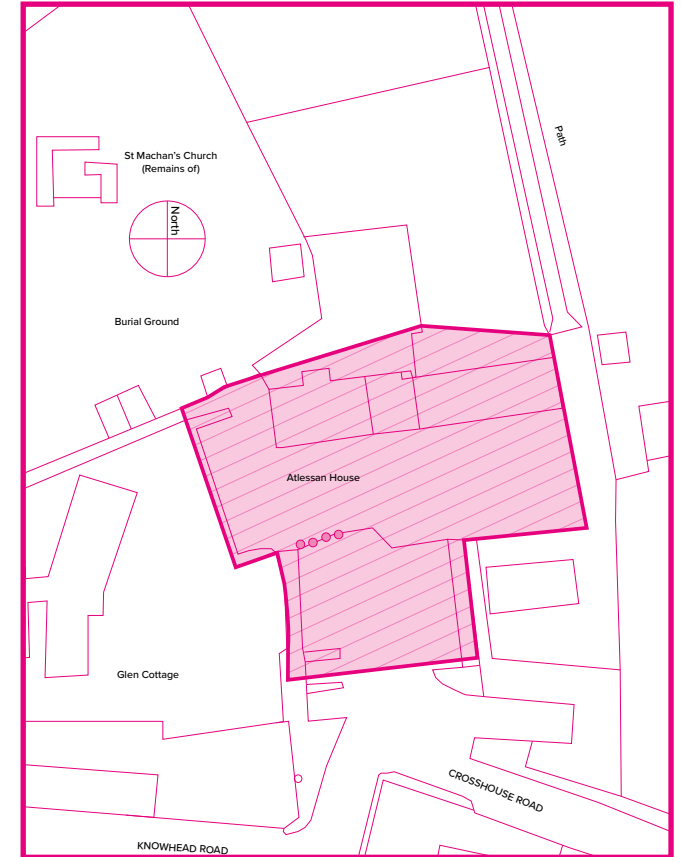 Path
St Machan's Church
(Remains of)
North
Burial Ground
Atlessan House
Glen Cottage
CROSSHOUSE ROAD
KNOWHEAD ROAD